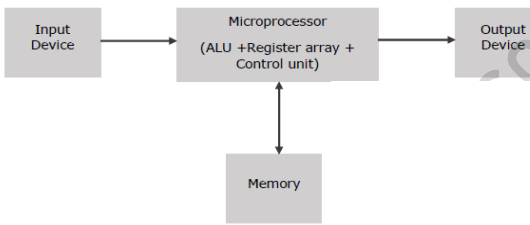 Input
Device
Microprocessor
(ALU +Register array +
Control unit)
Output
Device
Memory